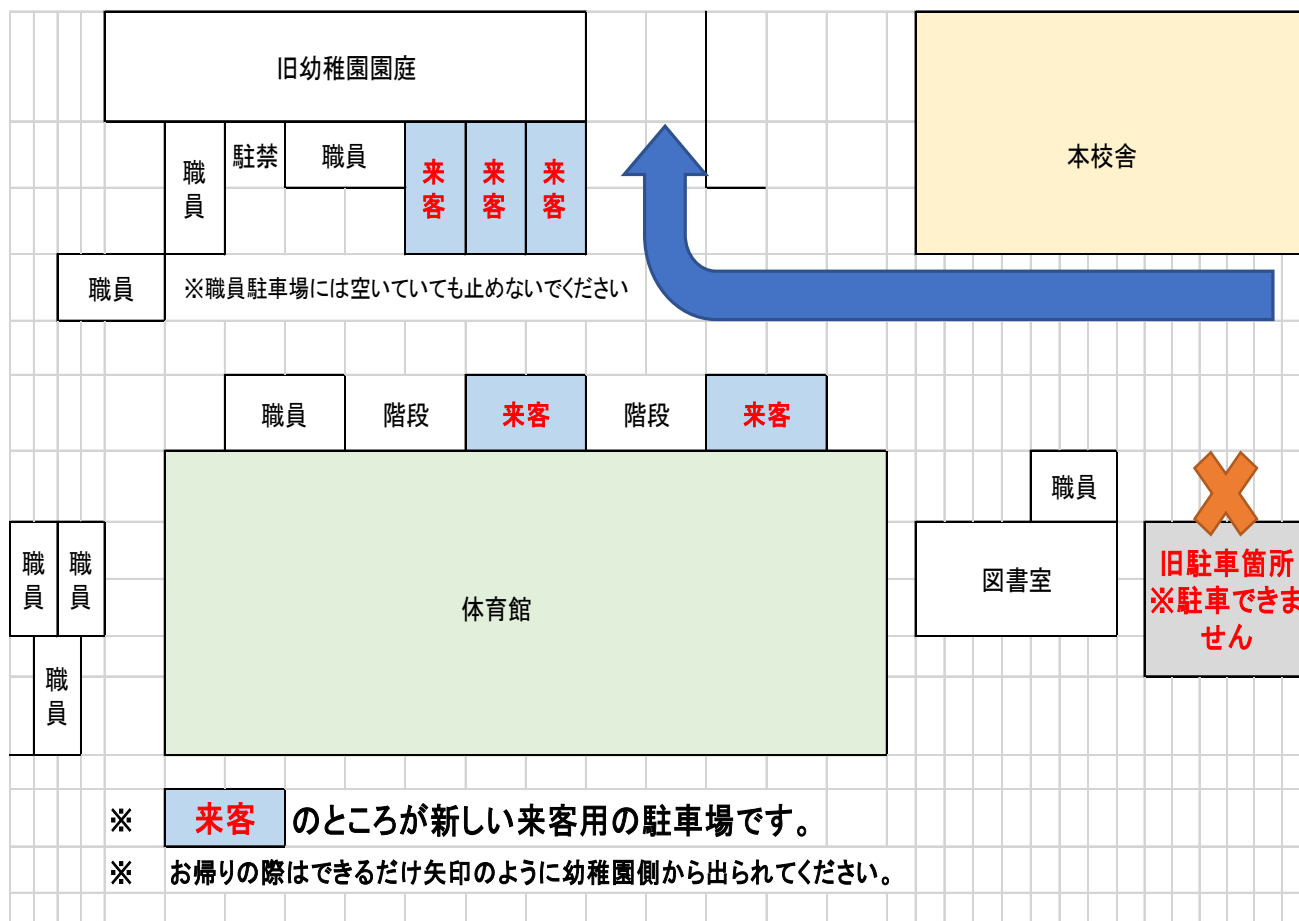 旧幼稚園園庭
本校舎
職員
駐禁
職員
来客
来客
来客
職員
※職員駐車場には空いていても止めないでください
職員
階段
来客
階段
来客
職員
職員
職員
職員
体育館
図書室
旧駐車箇所
※駐車できま
せん
※ 来客 のところが新しい来客用の駐車場です。
※ お帰りの際はできるだけ矢印のように幼稚園側から出られてください。